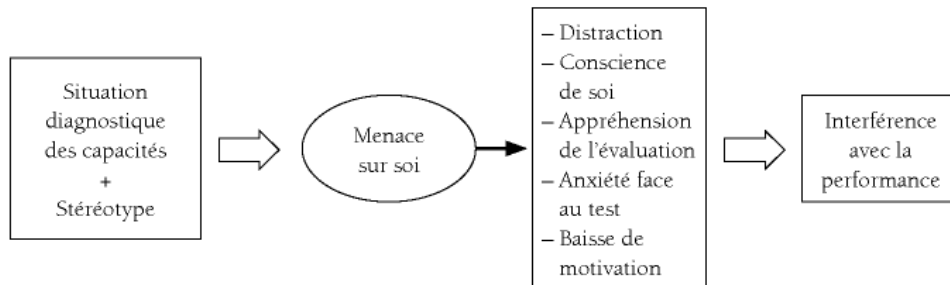 Situation
diagnostique
des capacités
+
Stéréotype
Menace
sur soi
– Distraction
– Conscience
de soi
– Appréhension
de l'évaluation
– Anxiété face
au test
– Baisse de
motivation
Interférence
avec la
performance